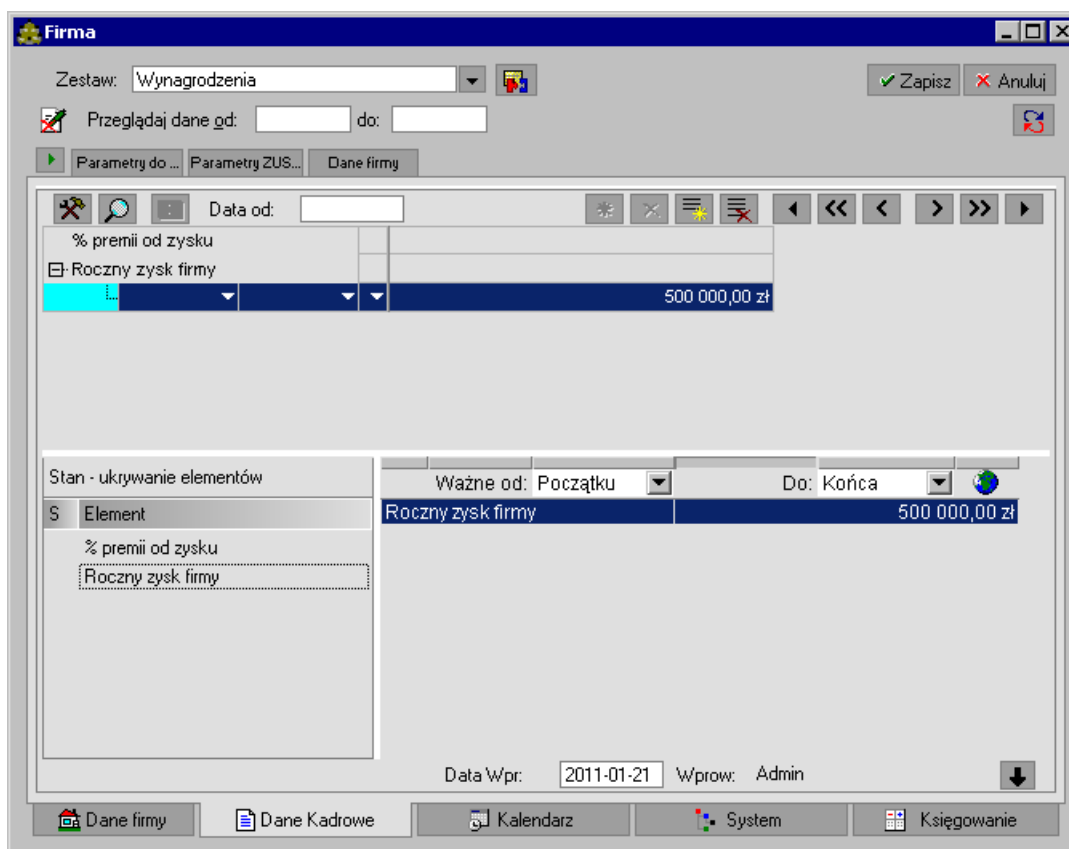 Firma
Zestaw: Wynagrodzenia Zapisz Anuluj
Przeglądaj dane od: do:
Parametry do ... Parametry ZUS... Dane firmy
Data od:
% premii od zysku
Roczny zysk firmy
500 000,00 zł
Stan - ukrywanie elementów
Ważne od: Początku Do: Końca
S Element
Roczny zysk firmy 500 000,00 zł
% premii od zysku
Roczny zysk firmy
Data Wpr: 2011-01-21 Wprow: Admin
Dane firmy Dane Kadrowe Kalendarz System Księgowanie